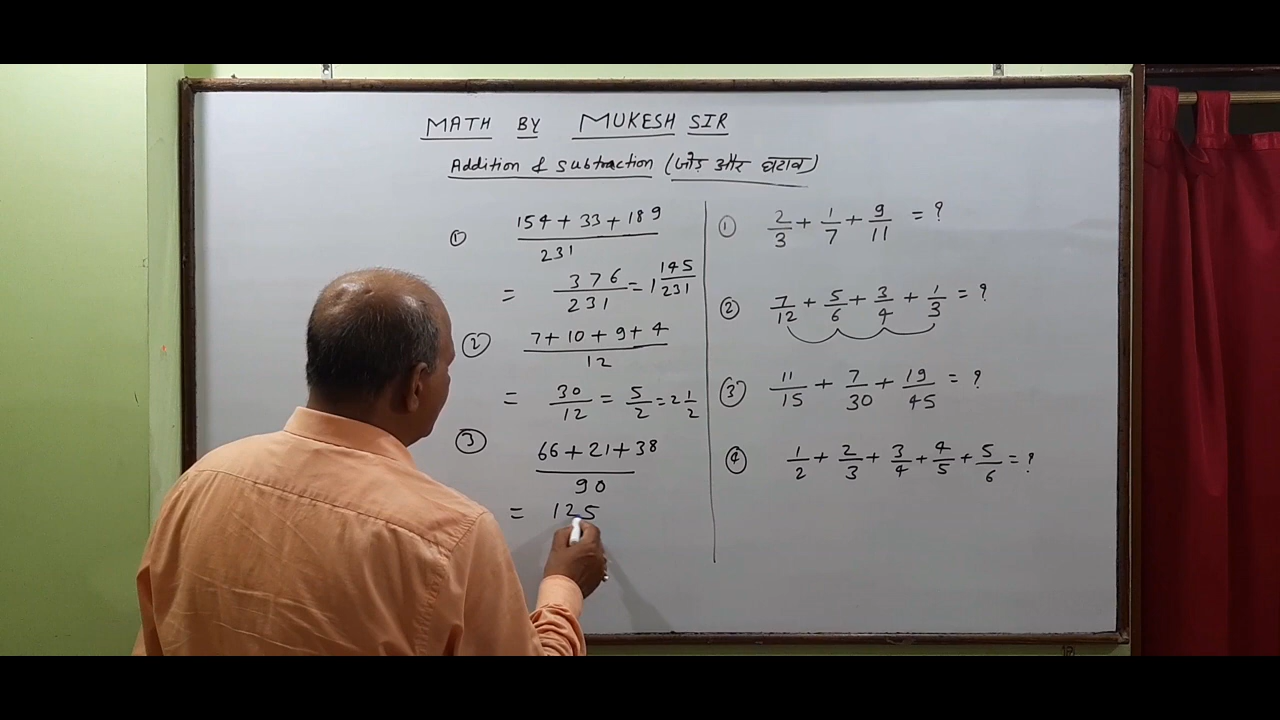 MATH BY MUKESH SIR
Addition & Subtraction (जोड़ और घटाव)
① 154 + 33 + 189
231
= 376/231 = 1 145/231
② 7 + 10 + 9 + 4
12
= 30/12 = 5/2 = 2 1/2
③ 66 + 21 + 38
90
= 125
① 2/3 + 1/7 + 9/11 = ?
② 7/12 + 5/6 + 3/4 + 1/3 = ?
③ 11/15 + 7/30 + 19/45 = ?
④ 1/2 + 2/3 + 3/4 + 4/5 + 5/6 = ?